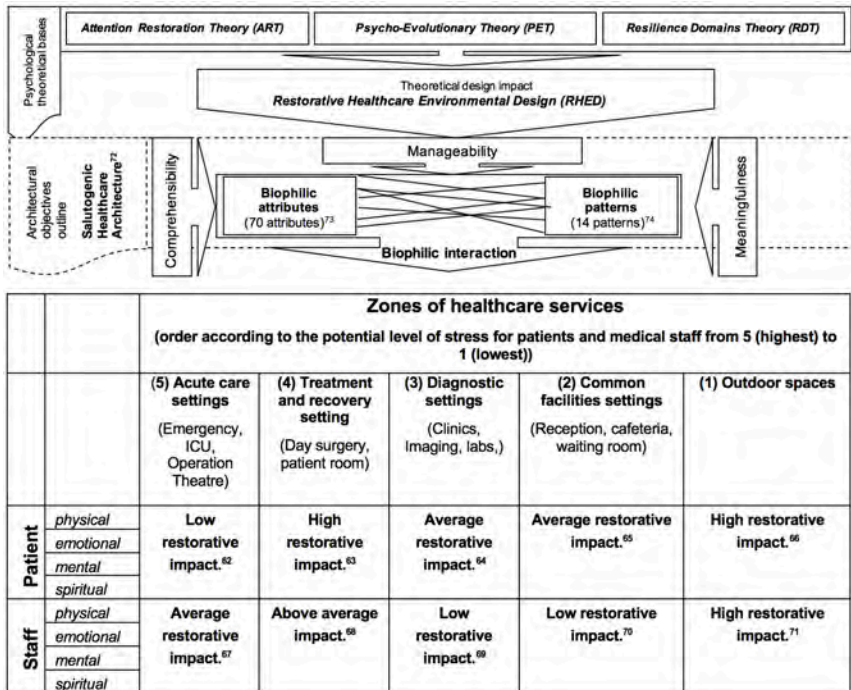 Attention Restoration Theory (ART)
Psycho-Evolutionary Theory (PET)
Resilience Domains Theory (RDT)
Psychological
theoretical bases
Theoretical design impact
Restorative Healthcare Environmental Design (RHED)
Architectural
objectives
outline
Salutogenic
Healthcare
Architecture⁷²
Comprehensibility
Manageability
Biophilic
attributes
(70 attributes)⁷³
Biophilic
patterns
(14 patterns)⁷⁴
Biophilic interaction
Meaningfulness
Zones of healthcare services
(order according to the potential level of stress for patients and medical staff from 5 (highest) to
1 (lowest))
(5) Acute care
settings
(Emergency,
ICU,
Operation
Theatre)
(4) Treatment
and recovery
setting
(Day surgery,
patient room)
(3) Diagnostic
settings
(Clinics,
Imaging, labs,)
(2) Common
facilities settings
(Reception, cafeteria,
waiting room)
(1) Outdoor spaces
Patient
physical
emotional
mental
spiritual
Low
restorative
impact.⁶²
High
restorative
impact.⁶³
Average
restorative
impact.⁶⁴
Average restorative
impact.⁶⁵
High restorative
impact.⁶⁶
Staff
physical
emotional
mental
spiritual
Average
restorative
impact.⁶⁷
Above average
impact.⁶⁸
Low
restorative
impact.⁶⁹
Low restorative
impact.⁷⁰
High restorative
impact.⁷¹